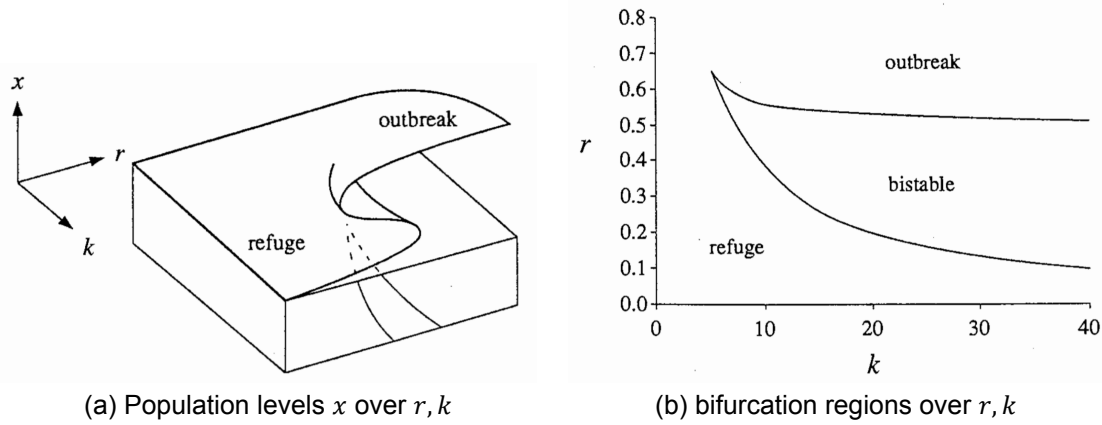 x
r
k
outbreak
refuge
(a) Population levels x over r, k
0.8
0.7
0.6
0.5
0.4
0.3
0.2
0.1
0.0
r
outbreak
bistable
refuge
0
10
20
30
40
k
(b) bifurcation regions over r, k